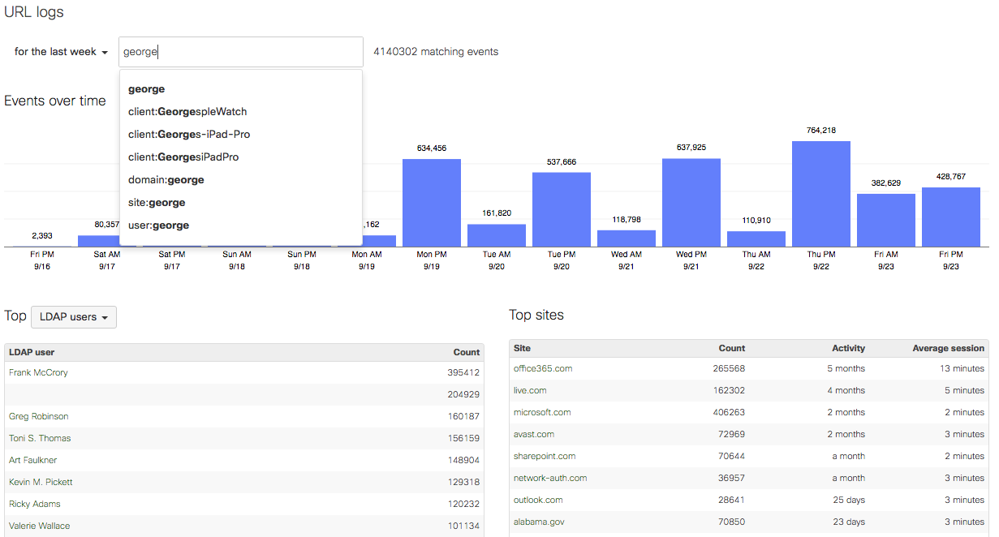 URL logs
for the last week
george
4140302 matching events
george
client:GeorgespleWatch
client:Georges-iPad-Pro
client:GeorgesiPadPro
domain:george
site:george
user:george
Events over time
2,393
80,357
,162
634,456
161,820
537,666
118,798
637,925
110,910
764,218
382,629
428,767
Fri PM Sat AM Sat PM Sun AM Sun PM Mon AM Mon PM Tue AM Tue PM Wed AM Wed PM Thu AM Thu PM Fri AM Fri PM
9/16 9/17 9/17 9/18 9/18 9/19 9/19 9/20 9/20 9/21 9/21 9/22 9/22 9/23 9/23
Top LDAP users
LDAP user Count
Frank McCrory 395412
204929
Greg Robinson 160187
Toni S. Thomas 156159
Art Faulkner 148904
Kevin M. Pickett 129318
Ricky Adams 120232
Valerie Wallace 101134
Top sites
Site Count Activity Average session
office365.com 265568 5 months 13 minutes
live.com 162302 4 months 5 minutes
microsoft.com 406263 2 months 2 minutes
avast.com 72969 2 months 3 minutes
sharepoint.com 70644 a month 2 minutes
network-auth.com 36957 a month 3 minutes
outlook.com 28641 25 days 3 minutes
alabama.gov 70850 23 days 3 minutes